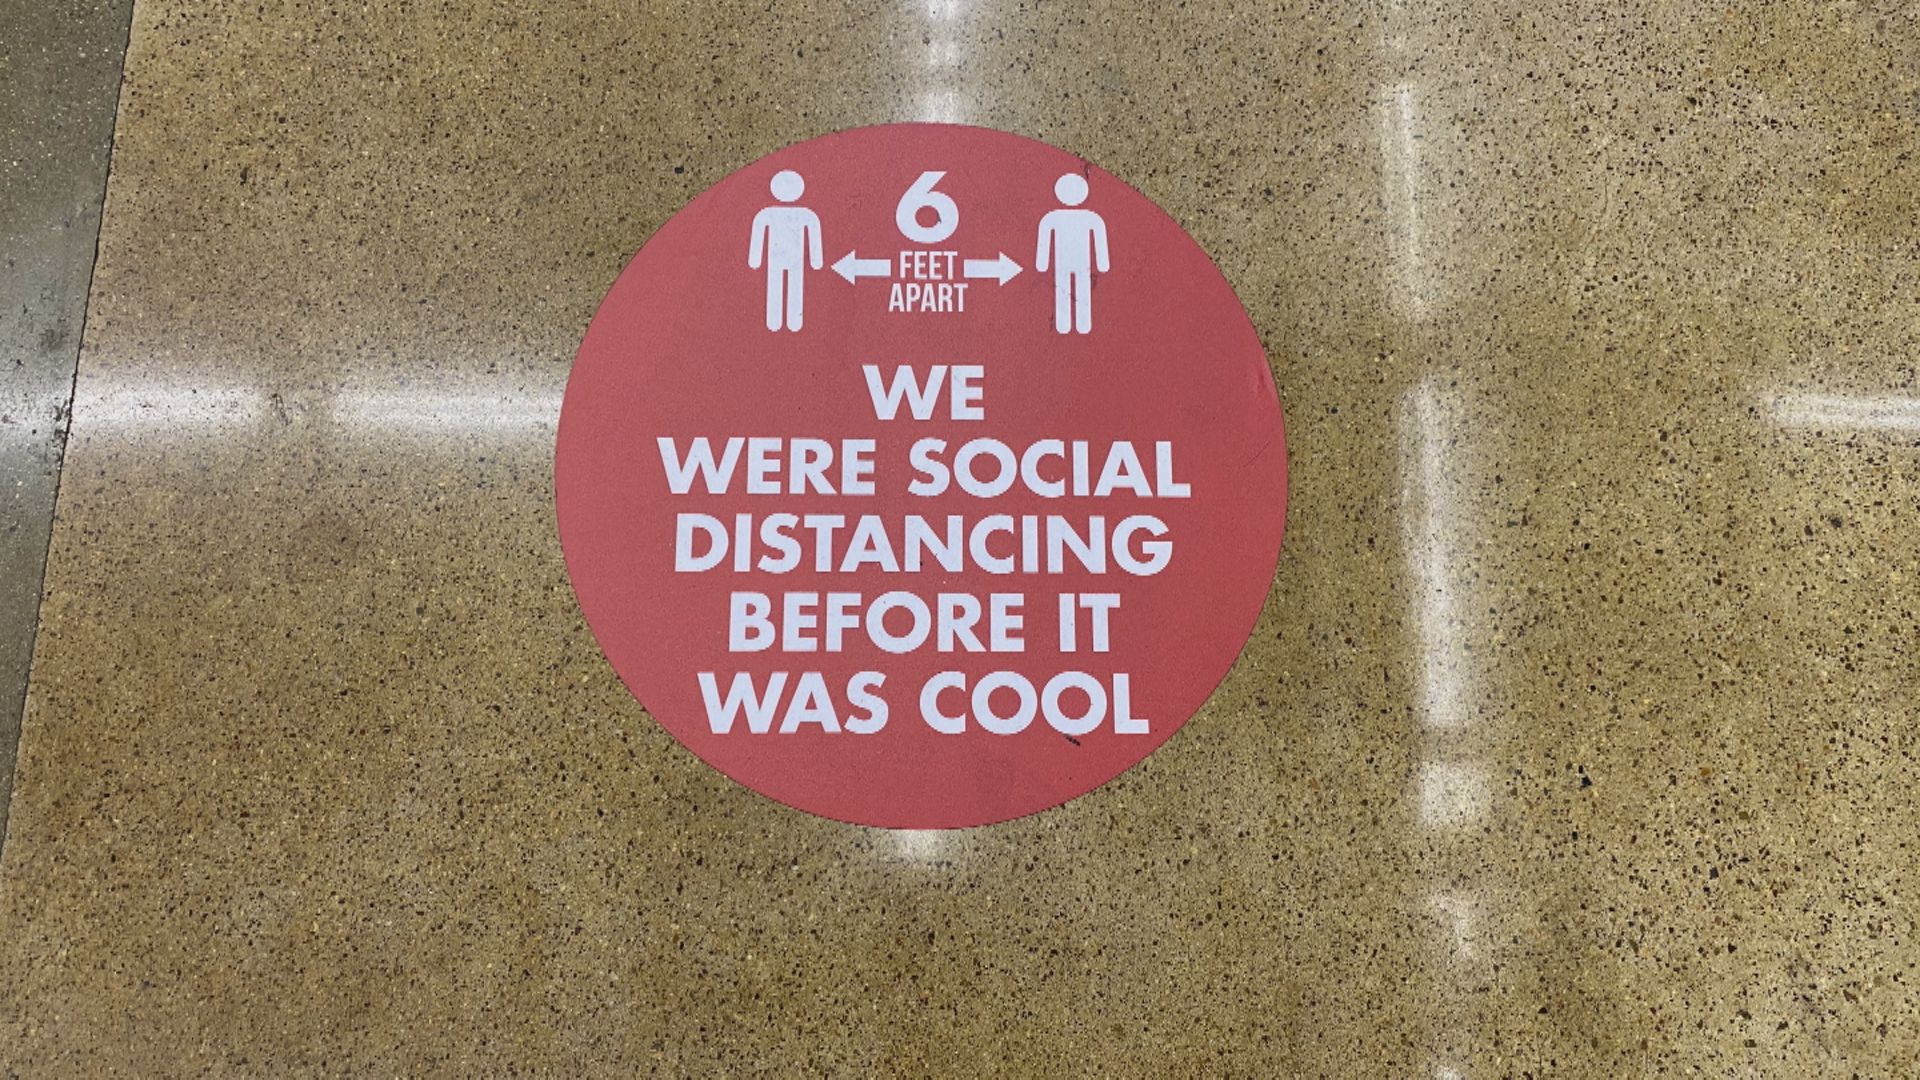 6
FEET
APART
WE
WERE SOCIAL
DISTANCING
BEFORE IT
WAS COOL